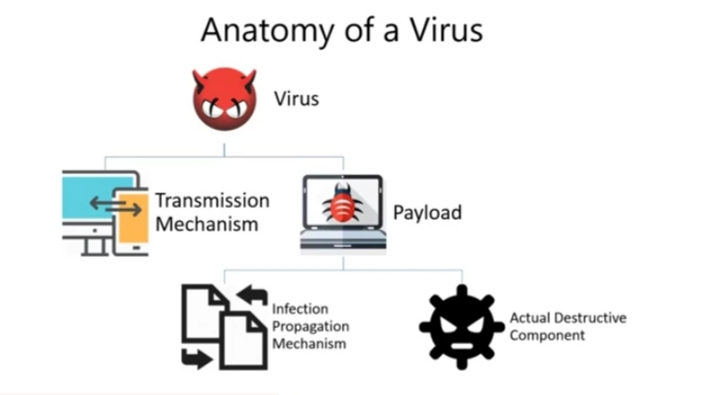 Anatomy of a Virus
Virus
Transmission
Mechanism
Payload
Infection
Propagation
Mechanism
Actual Destructive
Component